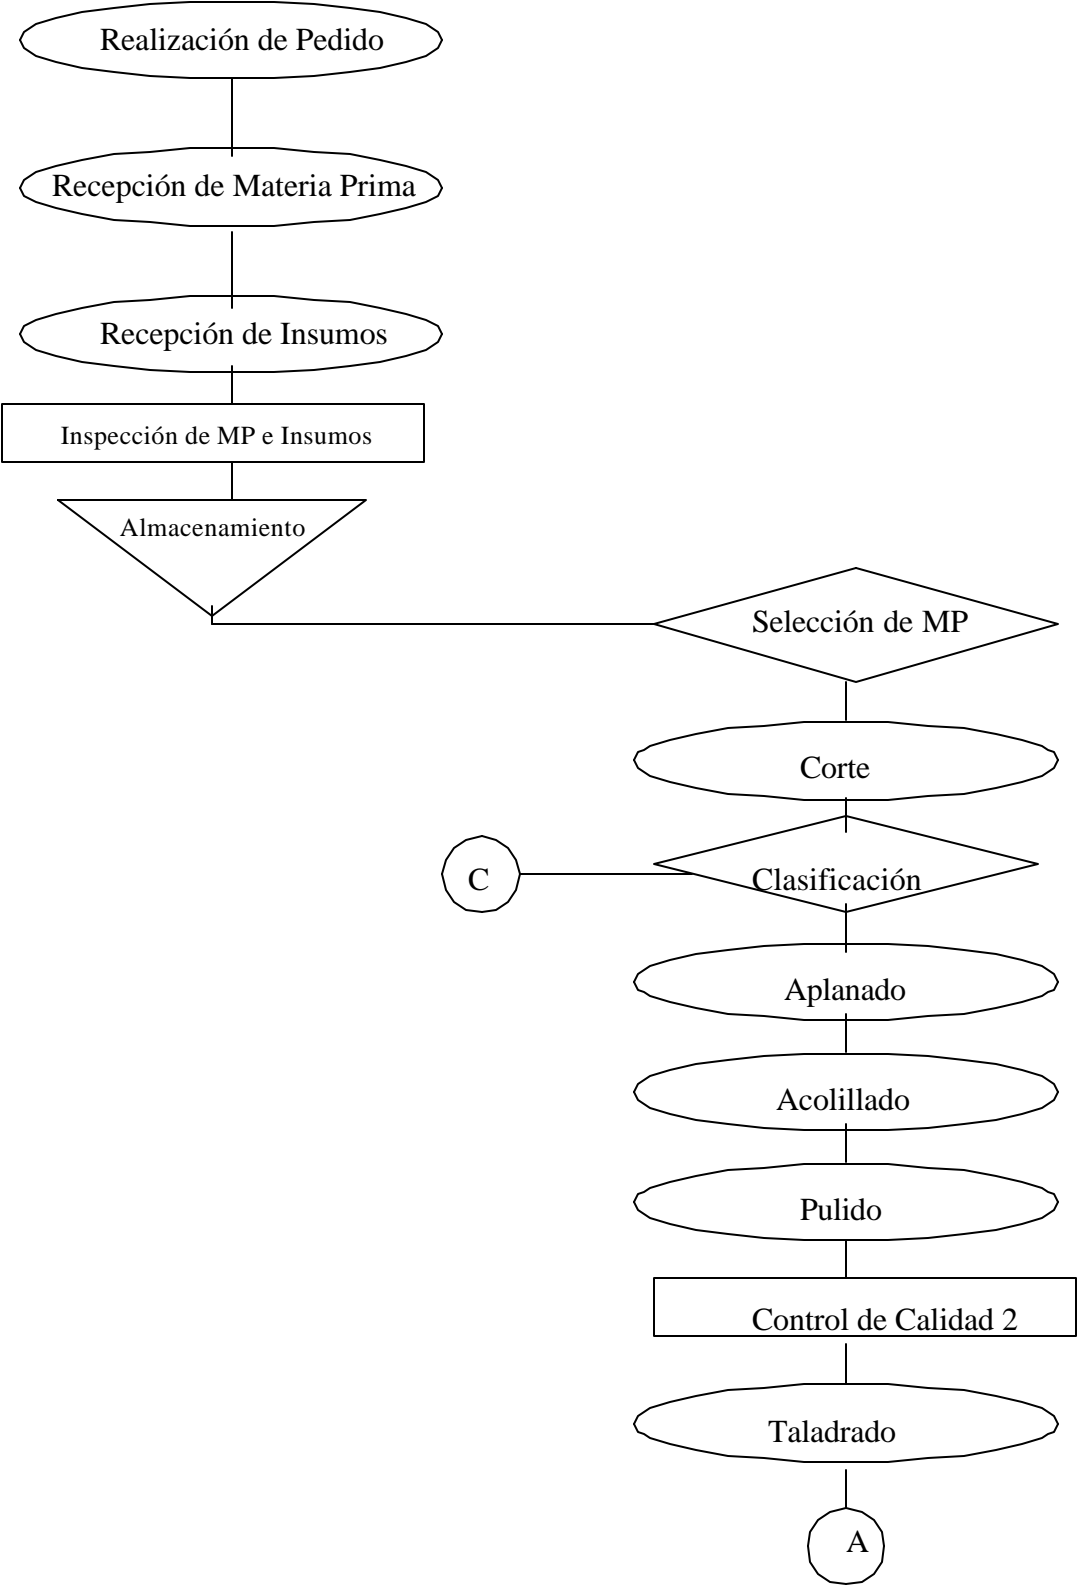 Realización de Pedido
Recepción de Materia Prima
Recepción de Insumos
Inspección de MP e Insumos
Almacenamiento
Selección de MP
Corte
C
Clasificación
Aplanado
Acolillado
Pulido
Control de Calidad 2
Taladrado
A